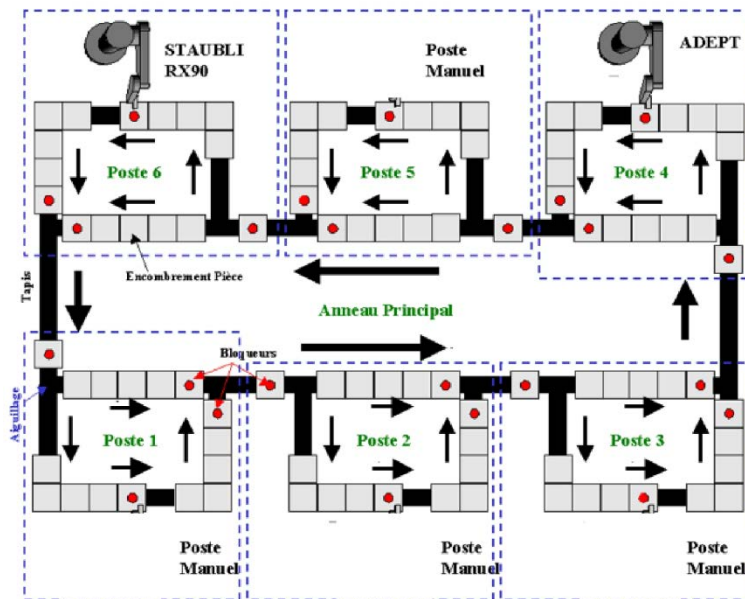 STAUBLI
RX90
Poste
Manuel
ADEPT
Poste 6
Poste 5
Poste 4
Encombrement Pièce
Tapis
Anneau Principal
Bloqueurs
Aiguillage
Poste 1
Poste 2
Poste 3
Poste
Manuel
Poste
Manuel
Poste
Manuel